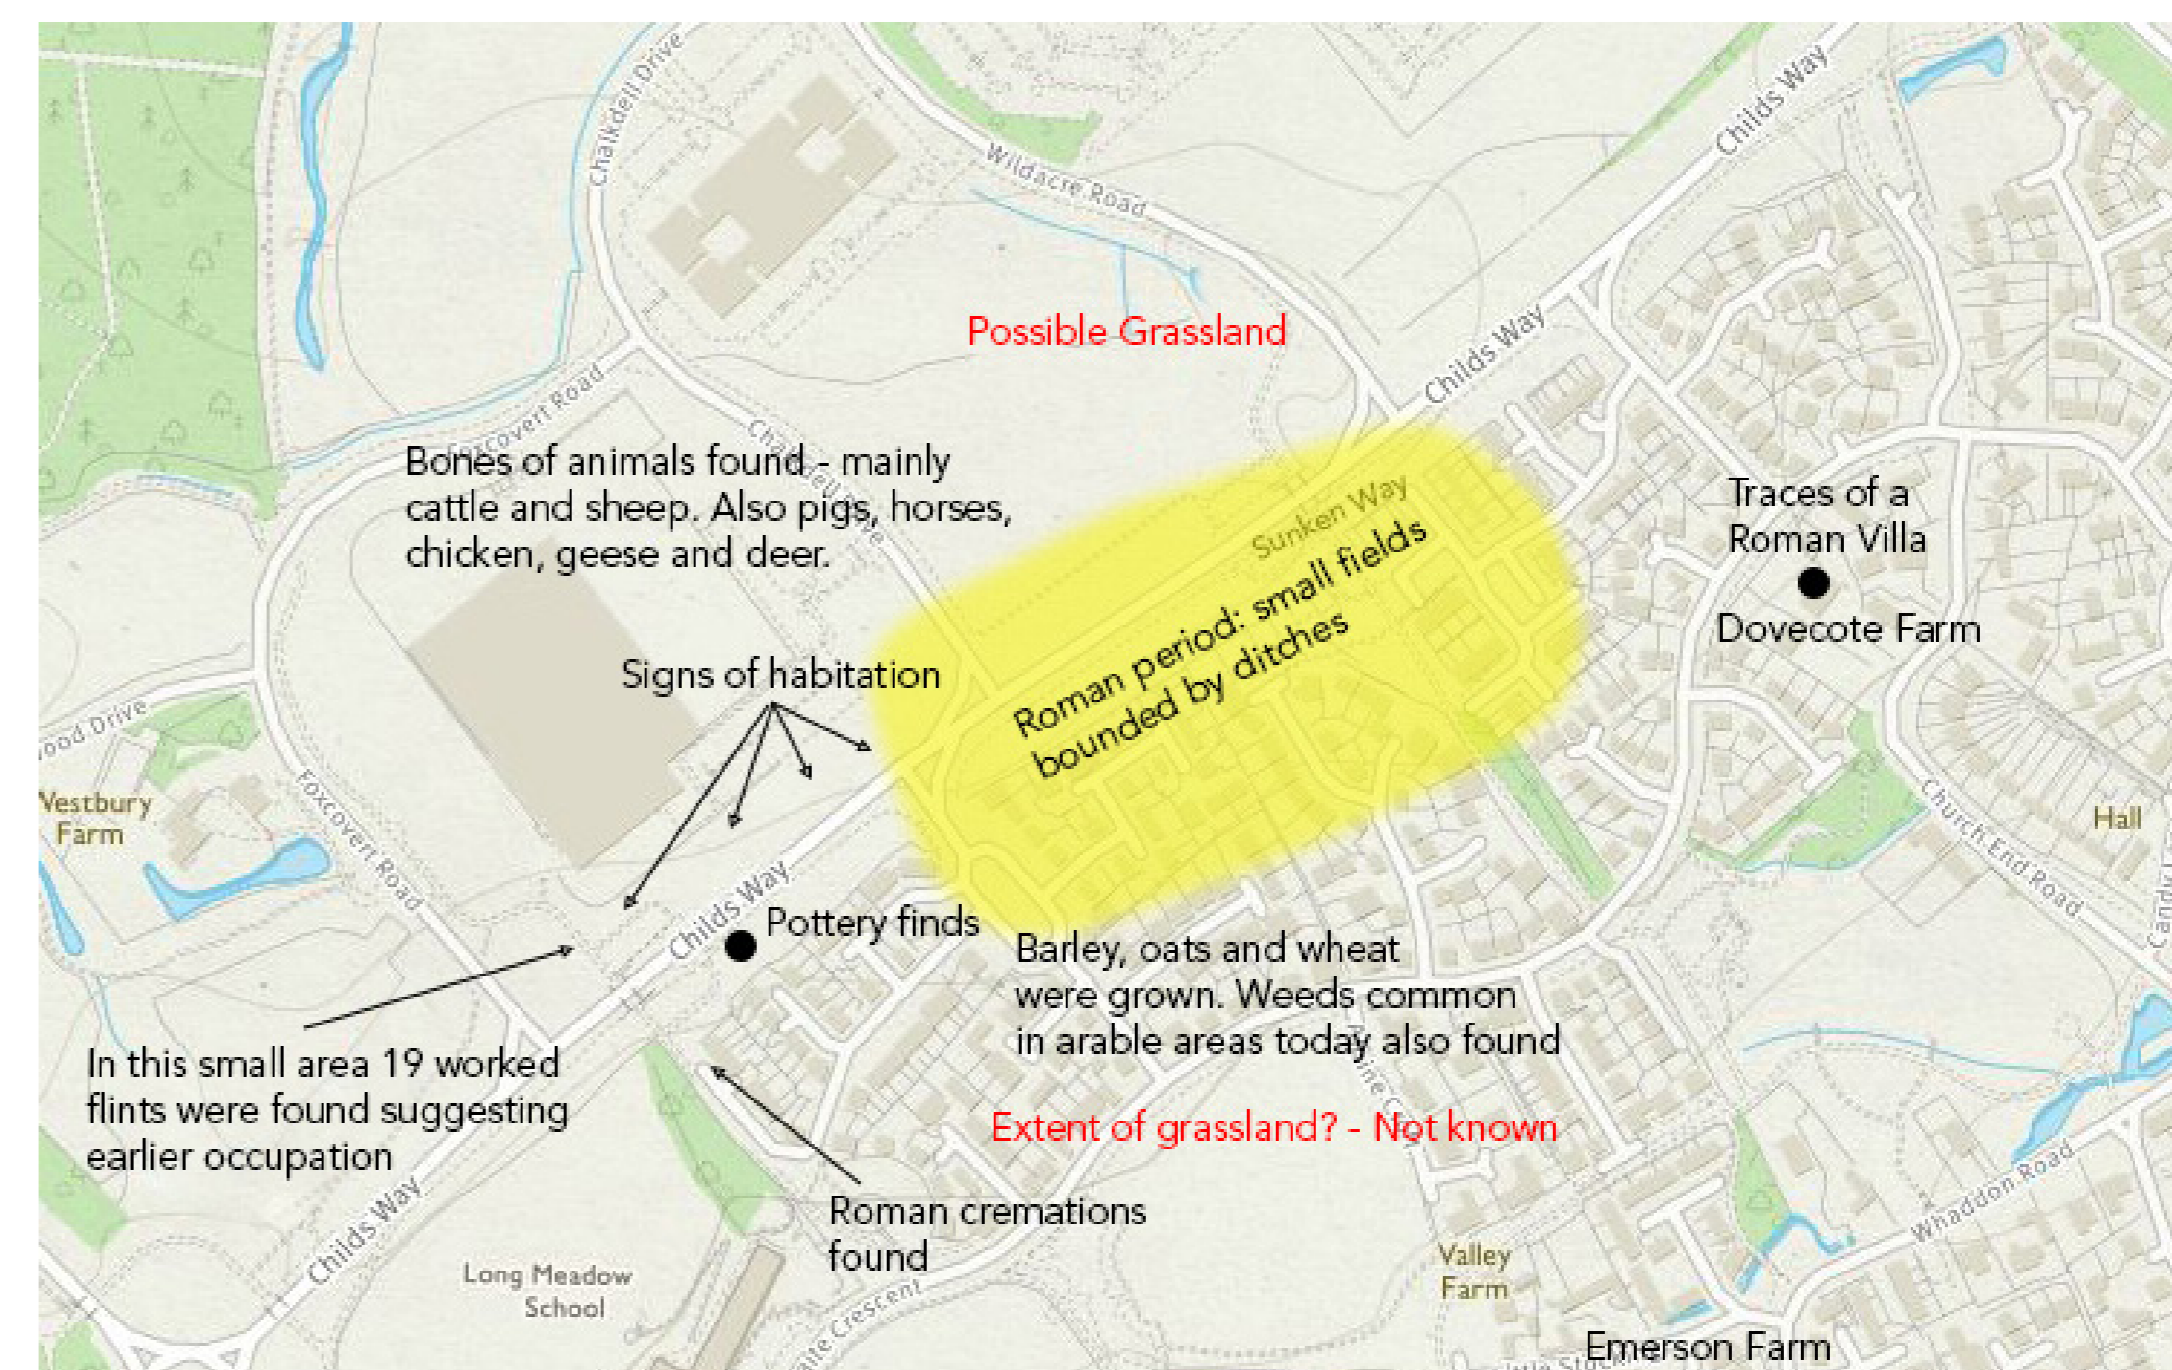 Chalkdell Drive
Wildacre Road
Childs Way
Possible Grassland
Childs Way
Foxcovert Road
Chalkdell Drive
Bones of animals found - mainly
cattle and sheep. Also pigs, horses,
chicken, geese and deer.
Sunken Way
Roman period: small fields
bounded by ditches
Traces of a
Roman Villa
Dovecote Farm
Signs of habitation
Westbury
Farm
Foxcovert Road
Childs Way
Pottery finds
Church End Road
Hall
Barley, oats and wheat
were grown. Weeds common
in arable areas today also found
In this small area 19 worked
flints were found suggesting
earlier occupation
Extent of grassland? - Not known
Roman cremations
found
Childs Way
Long Meadow
School
Crescent
Valley
Farm
Whaddon Road
Emerson Farm